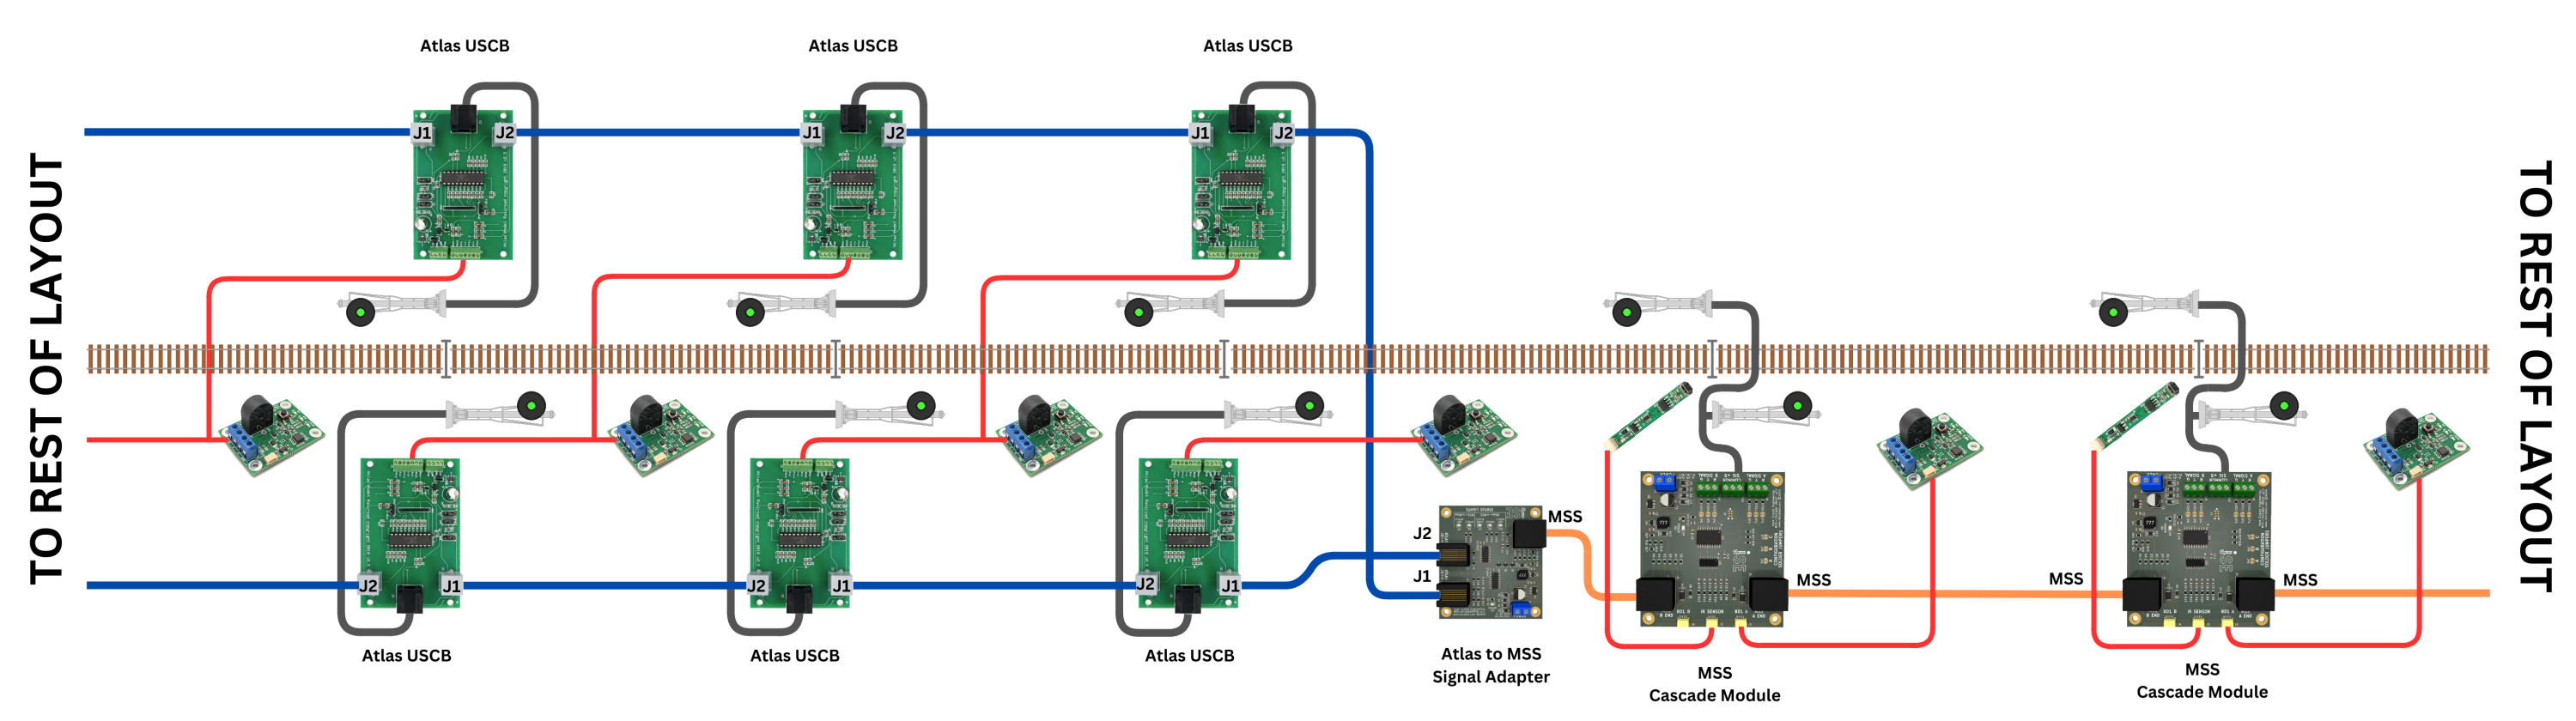 Atlas USCB
Atlas USCB
Atlas USCB
J1
J2
J1
J2
J1
J2
TO REST OF LAYOUT
TO REST OF LAYOUT
J2
J1
J2
J1
J2
J1
J2
J1
MSS
MSS
MSS
MSS
Atlas USCB
Atlas USCB
Atlas USCB
Atlas to MSS
Signal Adapter
MSS
Cascade Module
MSS
Cascade Module